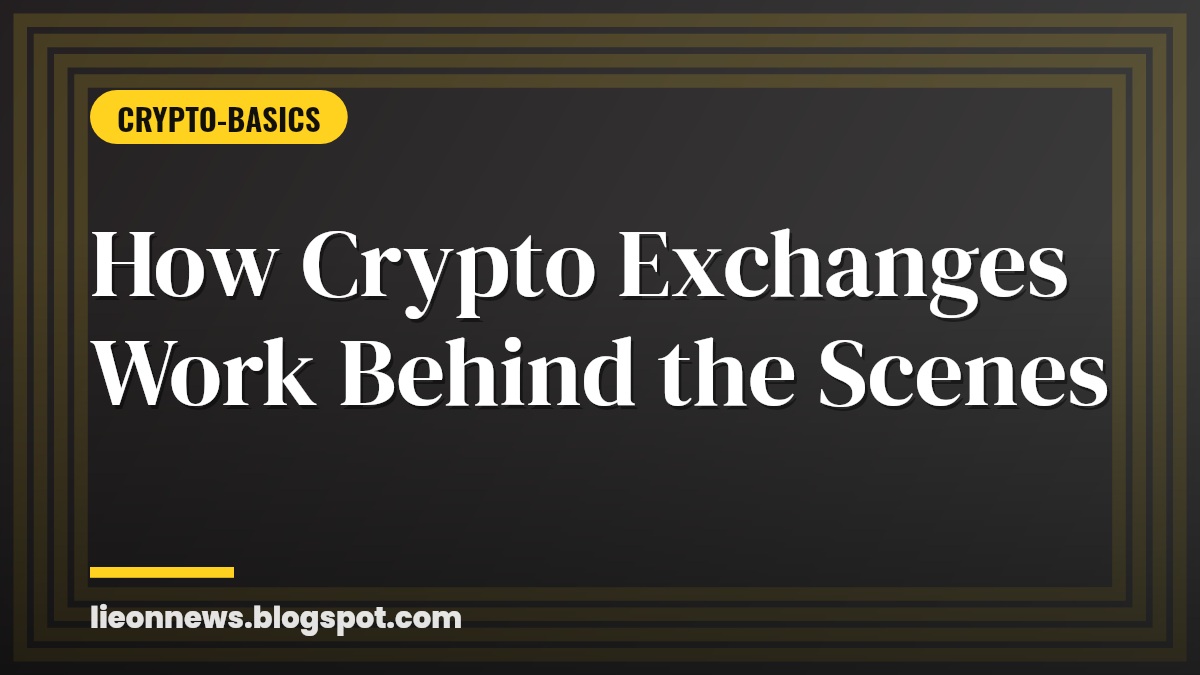 CRYPTO-BASICS
How Crypto Exchanges
Work Behind the Scenes
lieonnews.blogspot.com